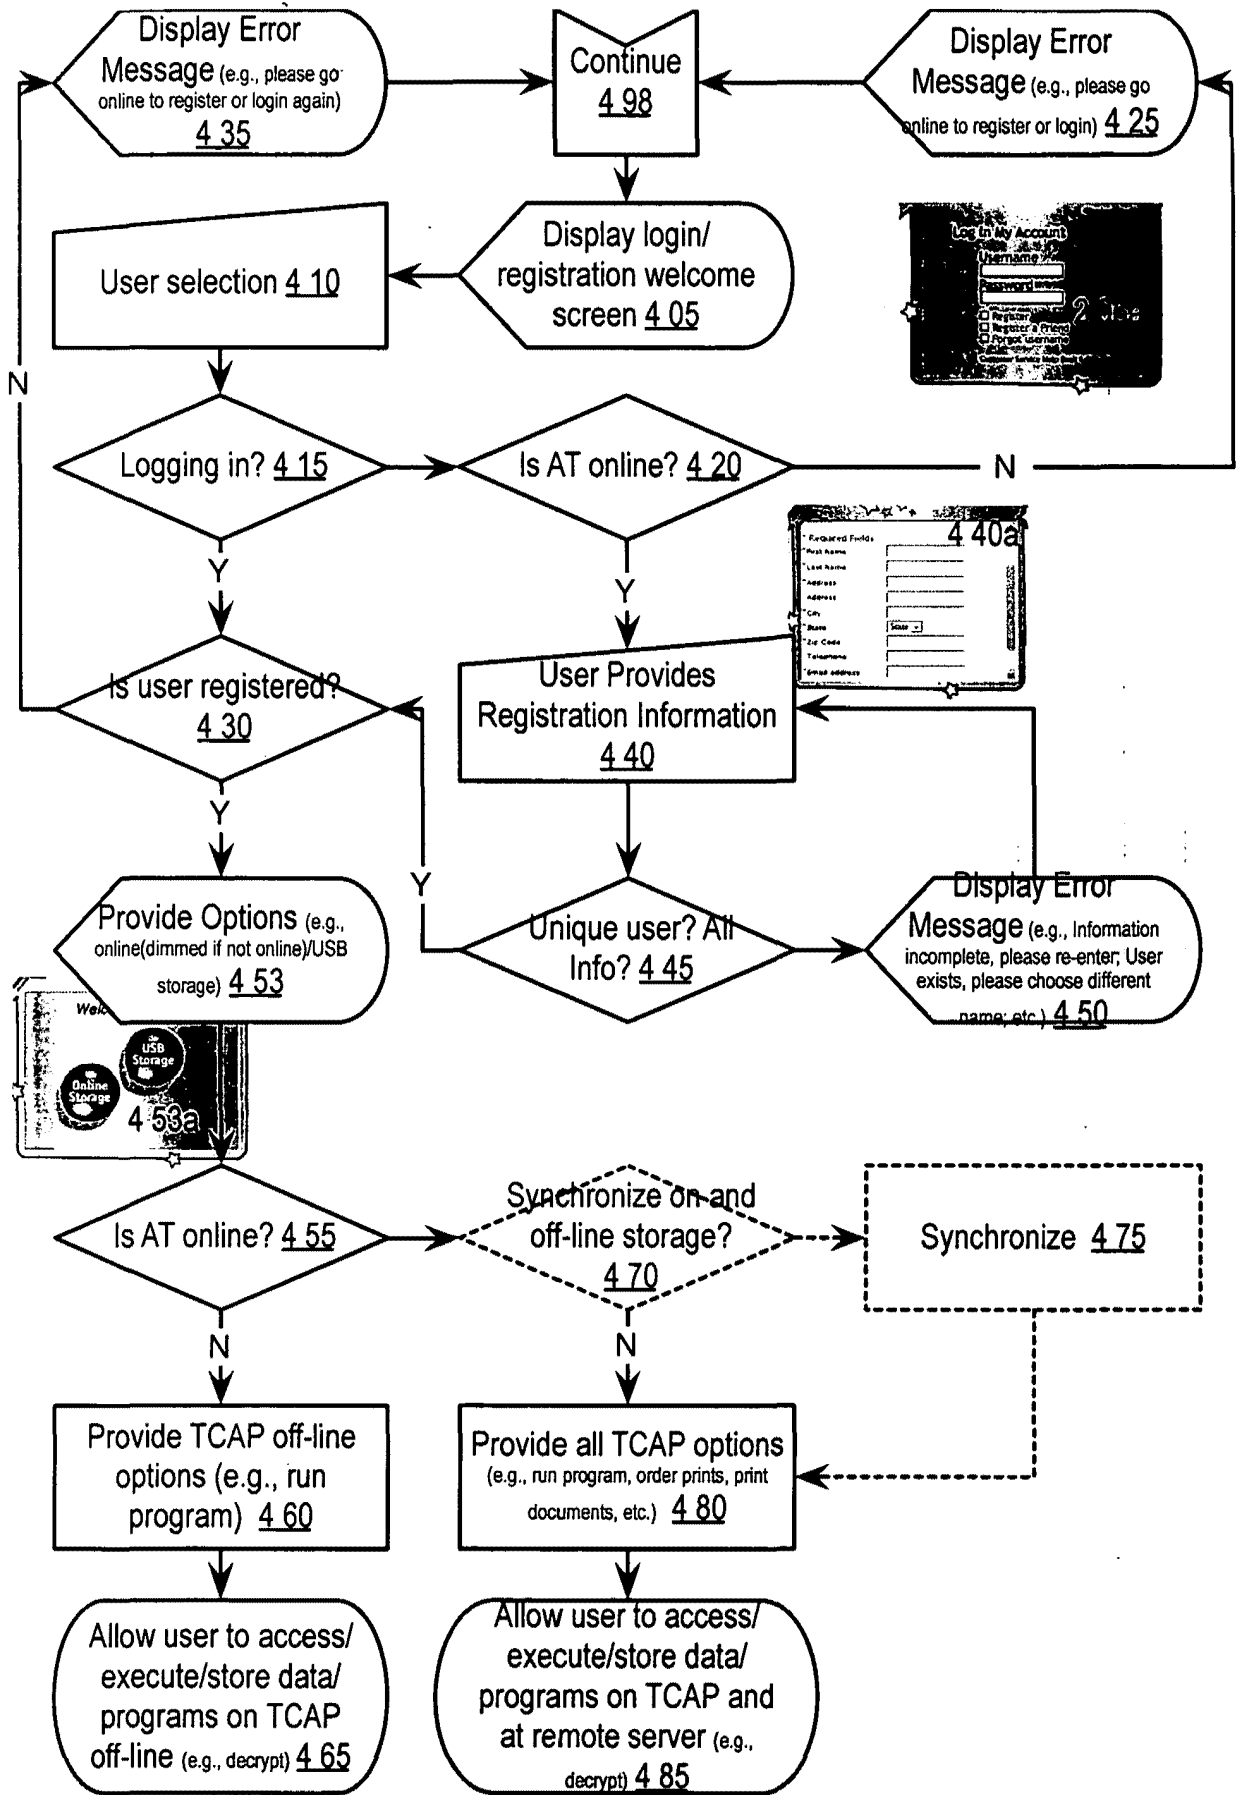 Display Error
Message (e.g., please go
online to register or login again)
4 35
Continue
4 98
Display Error
Message (e.g., please go
online to register or login) 4 25
User selection 4 10
Display login/
registration welcome
screen 4 05
Log In My Account
Username
Password
Register
Register a Friend
Forgot username
N
Logging in? 4 15
Is AT online? 4 20
N
Y
Y
4 40a
* Required Fields
* First Name
* Last Name
* Address
Address
* City
* State
State
* Zip Code
Telephone
* Email address
Is user registered?
4 30
User Provides
Registration Information
4 40
Y
Y
Provide Options (e.g.,
online(dimmed if not online)/USB
storage) 4 53
Unique user? All
Info? 4 45
Display Error
Message (e.g., Information
incomplete, please re-enter; User
exists, please choose different
name; etc.) 4 50
Welc
USB
Storage
Online
Storage
4 53a
Is AT online? 4 55
Synchronize on and
off-line storage?
4 70
Synchronize 4 75
N
N
Provide TCAP off-line
options (e.g., run
program) 4 60
Provide all TCAP options
(e.g., run program, order prints, print
documents, etc.) 4 80
Allow user to access/
execute/store data/
programs on TCAP
off-line (e.g., decrypt) 4 65
Allow user to access/
execute/store data/
programs on TCAP and
at remote server (e.g.,
decrypt) 4 85